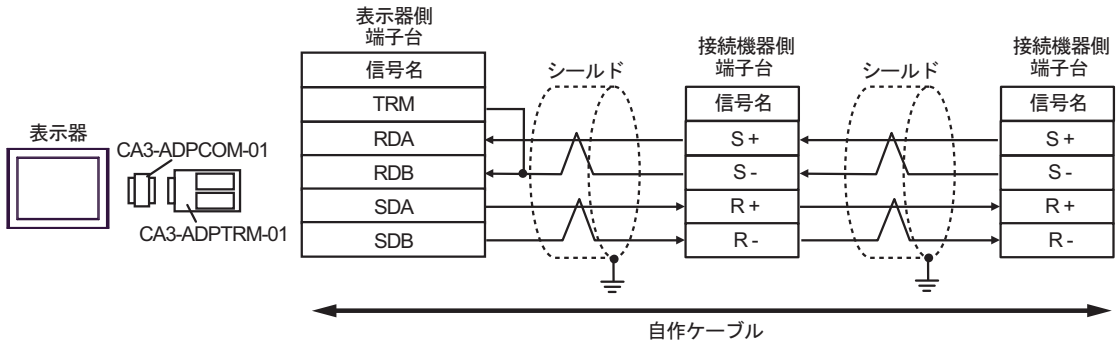 表示器
CA3-ADPCOM-01
CA3-ADPTRM-01
表示器側
端子台
信号名
TRM
RDA
RDB
SDA
SDB
シールド
接続機器側
端子台
信号名
S+
S-
R+
R-
シールド
接続機器側
端子台
信号名
S+
S-
R+
R-
自作ケーブル